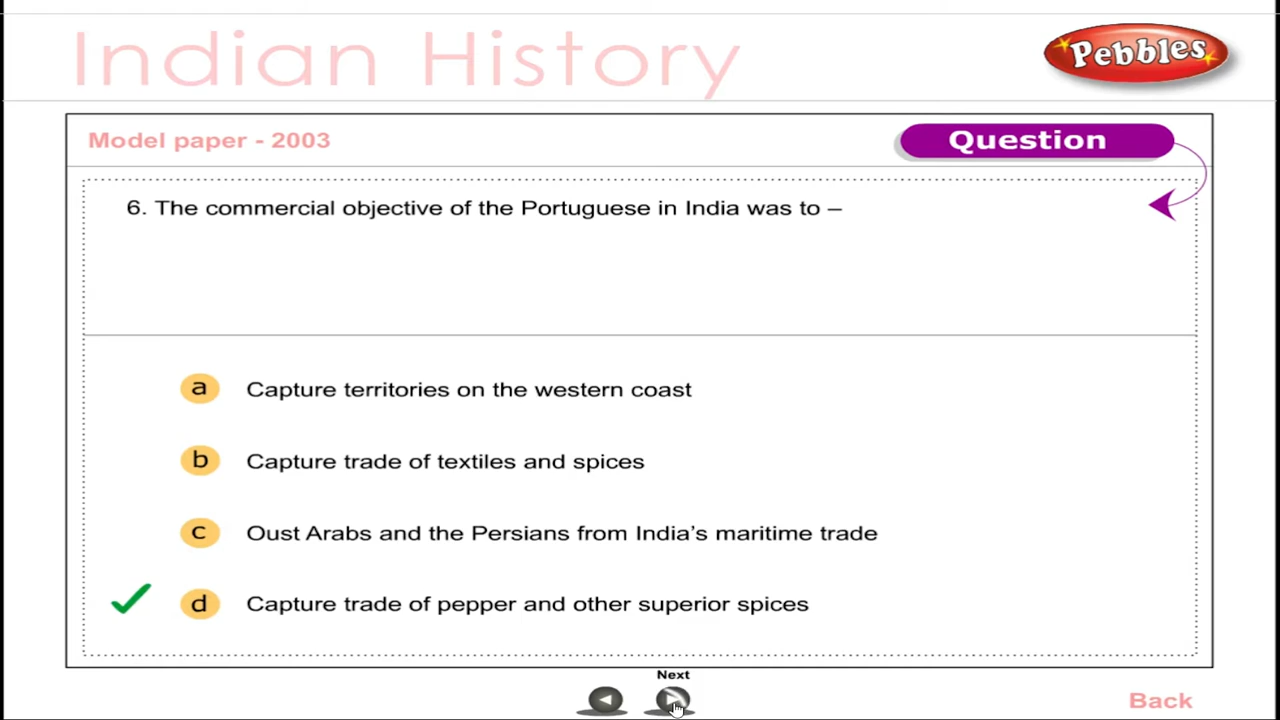 Indian History
Pebbles
Model paper - 2003
Question
6. The commercial objective of the Portuguese in India was to –
a Capture territories on the western coast
b Capture trade of textiles and spices
c Oust Arabs and the Persians from India's maritime trade
d Capture trade of pepper and other superior spices
Next
Back